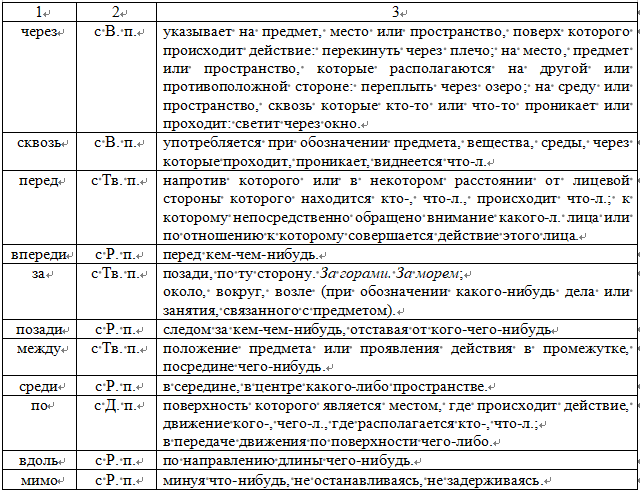 1 2 3
через с В. п. указывает на предмет, место или пространство, поверх которого
происходит действие: перекинуть через плечо; на место, предмет
или пространство, которые располагаются на другой или
противоположной стороне: переплыть через озеро; на среду или
пространство, сквозь которые кто-то или что-то проникает или
проходит: светит через окно.
сквозь с В. п. употребляется при обозначении предмета, вещества, среды, через
которые проходит, проникает, виднеется что-л.
перед с Тв. п. напротив которого или в некотором расстоянии от лицевой
стороны которого находится кто-, что-л., происходит что-л.; к
которому непосредственно обращено внимание какого-л. лица или
по отношению к которому совершается действие этого лица.
впереди с Р. п. перед кем-чем-нибудь.
за с Тв. п. позади, по ту сторону. За горами. За морем;
около, вокруг, возле (при обозначении какого-нибудь дела или
занятия, связанного с предметом).
позади с Р. п. следом за кем-чем-нибудь, отставая от кого-чего-нибудь
между с Тв. п. положение предмета или проявления действия в промежутке,
посредине чего-нибудь.
среди с Р. п. в середине, в центре какого-либо пространстве.
по с Д. п. поверхность которого является местом, где происходит действие,
движение кого-, чего-л., где располагается кто-, что-л.;
в передаче движения по поверхности чего-либо.
вдоль с Р. п. по направлению длины чего-нибудь.
мимо с Р. п. минуя что-нибудь, не останавливаясь, не задерживаясь.